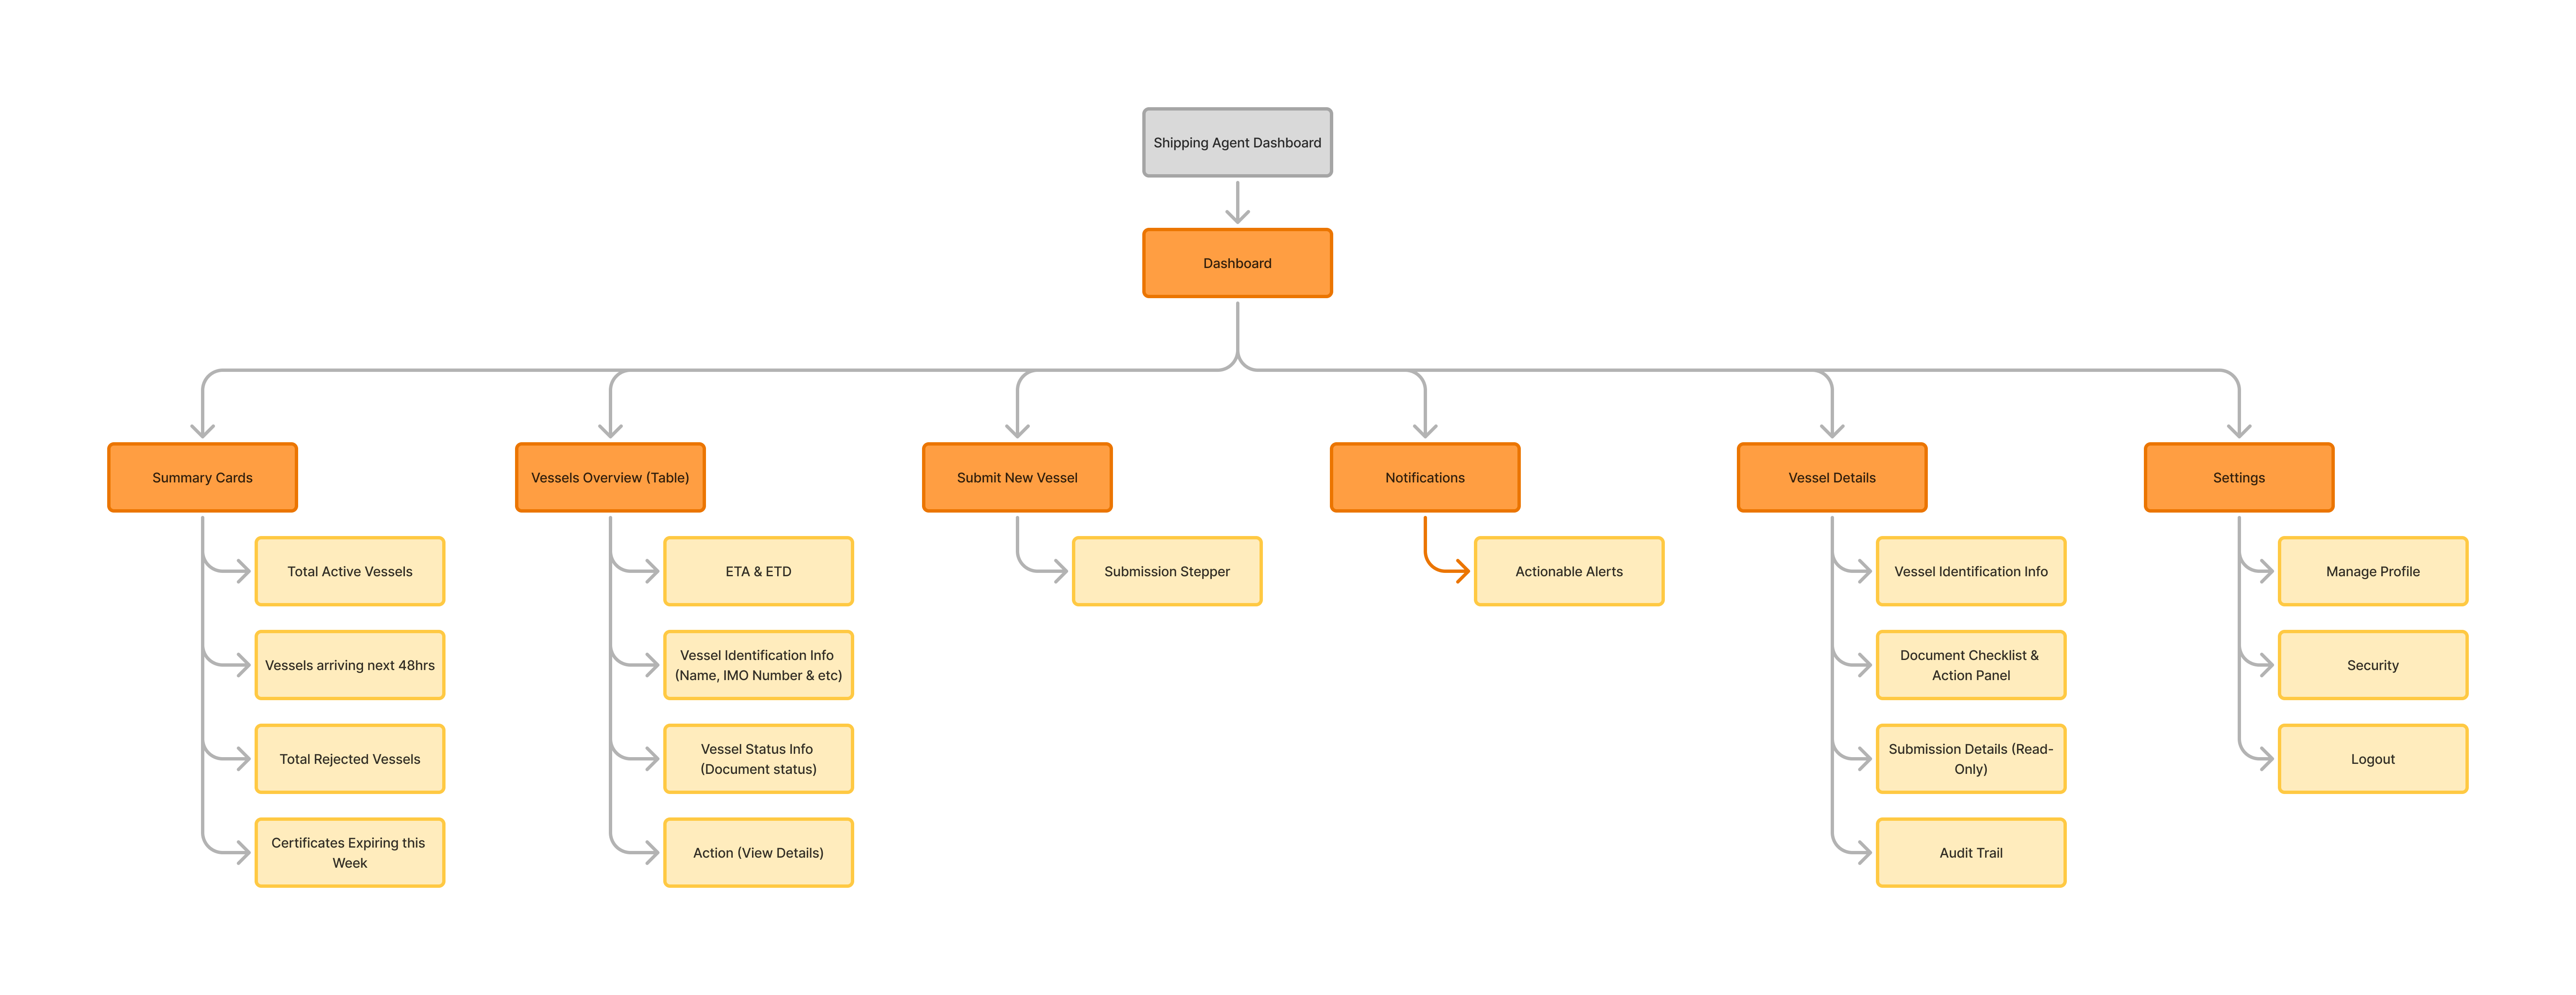 Shipping Agent Dashboard
Dashboard
Summary Cards
Vessels Overview (Table)
Submit New Vessel
Notifications
Vessel Details
Settings
Total Active Vessels
ETA & ETD
Submission Stepper
Actionable Alerts
Vessel Identification Info
Manage Profile
Vessels arriving next 48hrs
Vessel Identification Info
(Name, IMO Number & etc)
Document Checklist &
Action Panel
Security
Total Rejected Vessels
Vessel Status Info
(Document status)
Submission Details (Read-
Only)
Logout
Certificates Expiring this
Week
Action (View Details)
Audit Trail